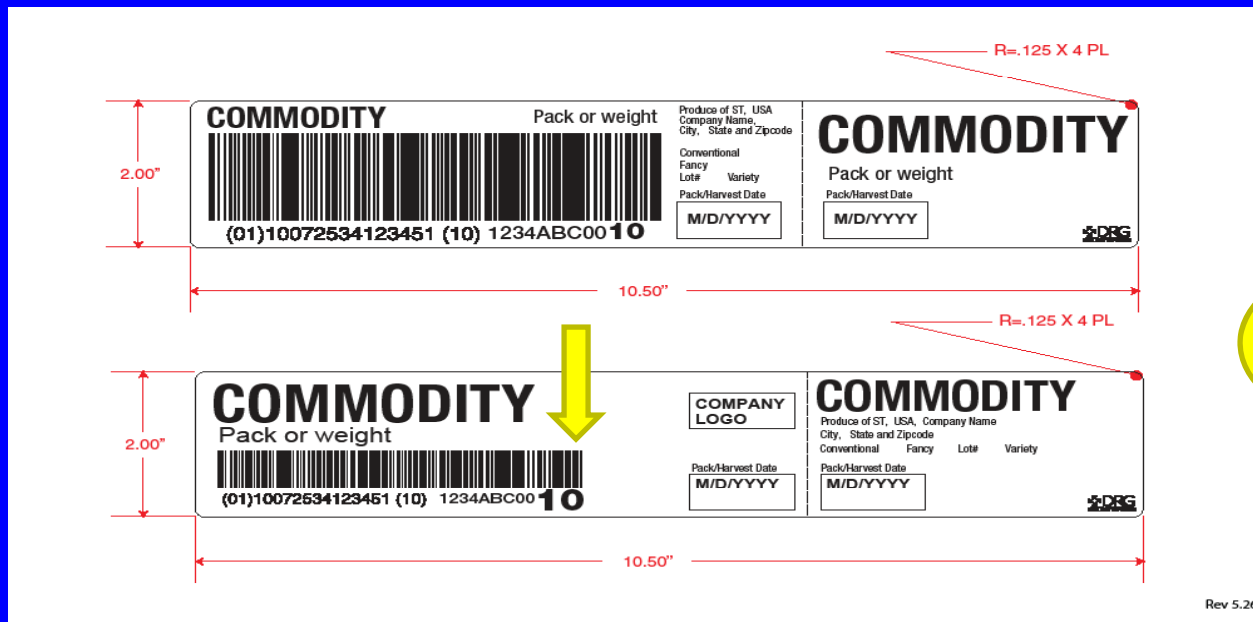 R=.125 X 4 PL
COMMODITY
Pack or weight
Produce of ST, USA
Company Name,
City, State and Zipcode
Conventional
Fancy
Lot# Variety
Pack/Harvest Date
M/D/YYYY
(01)10072534123451 (10) 1234ABC0010
COMMODITY
Pack or weight
Pack/Harvest Date
M/D/YYYY
DRG
2.00”
10.50”
R=.125 X 4 PL
COMMODITY
Pack or weight
(01)10072534123451 (10) 1234ABC0010
COMPANY
LOGO
Pack/Harvest Date
M/D/YYYY
COMMODITY
Produce of ST, USA, Company Name
City, State and Zipcode
Conventional Fancy Lot# Variety
Pack/Harvest Date
M/D/YYYY
DRG
2.00”
10.50”
Rev 5.26